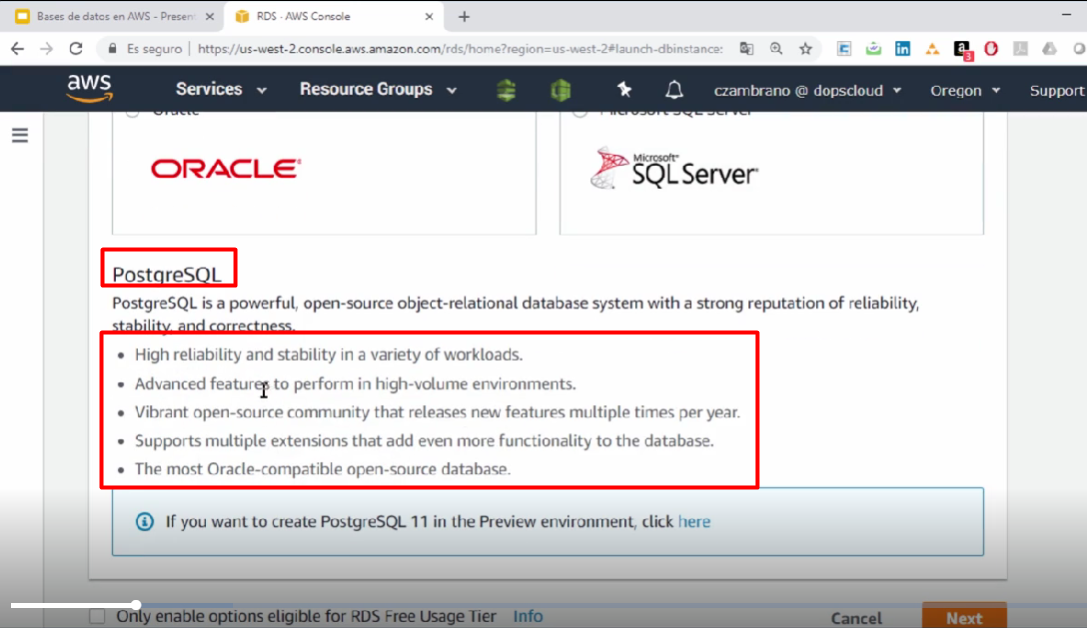 Bases de datos en AWS - Present
RDS · AWS Console
Es seguro | https://us-west-2.console.aws.amazon.com/rds/home?region=us-west-2#launch-dbinstance:
aws
Services
Resource Groups
czambrano @ dopscloud
Oregon
Support
Oracle
Microsoft SQL Server
ORACLE
Microsoft
SQL Server
PostgreSQL
PostgreSQL is a powerful, open-source object-relational database system with a strong reputation of reliability,
stability, and correctness.
High reliability and stability in a variety of workloads.
Advanced features to perform in high-volume environments.
Vibrant open-source community that releases new features multiple times per year.
Supports multiple extensions that add even more functionality to the database.
The most Oracle-compatible open-source database.
If you want to create PostgreSQL 11 in the Preview environment, click here
Only enable options eligible for RDS Free Usage Tier Info
Cancel
Next